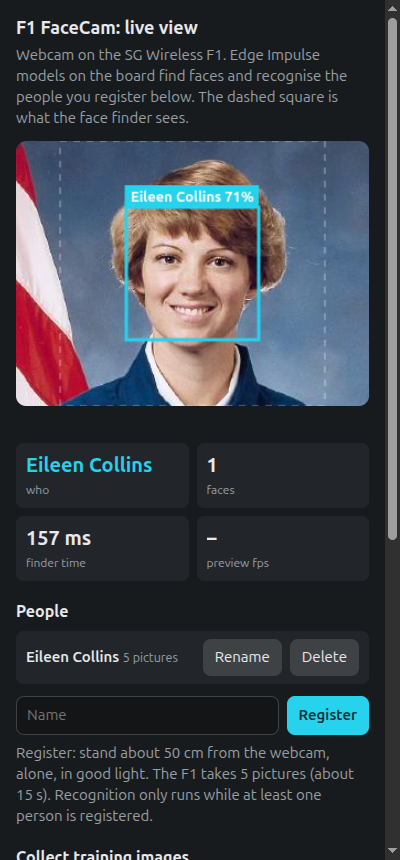 F1 FaceCam: live view
Webcam on the SG Wireless F1. Edge Impulse
models on the board find faces and recognise the
people you register below. The dashed square is
what the face finder sees.
Eileen Collins 71%
Eileen Collins
who
1
faces
157 ms
finder time
–
preview fps
People
Eileen Collins 5 pictures Rename Delete
Name Register
Register: stand about 50 cm from the webcam,
alone, in good light. The F1 takes 5 pictures (about
15 s). Recognition only runs while at least one
person is registered.
Collect training images